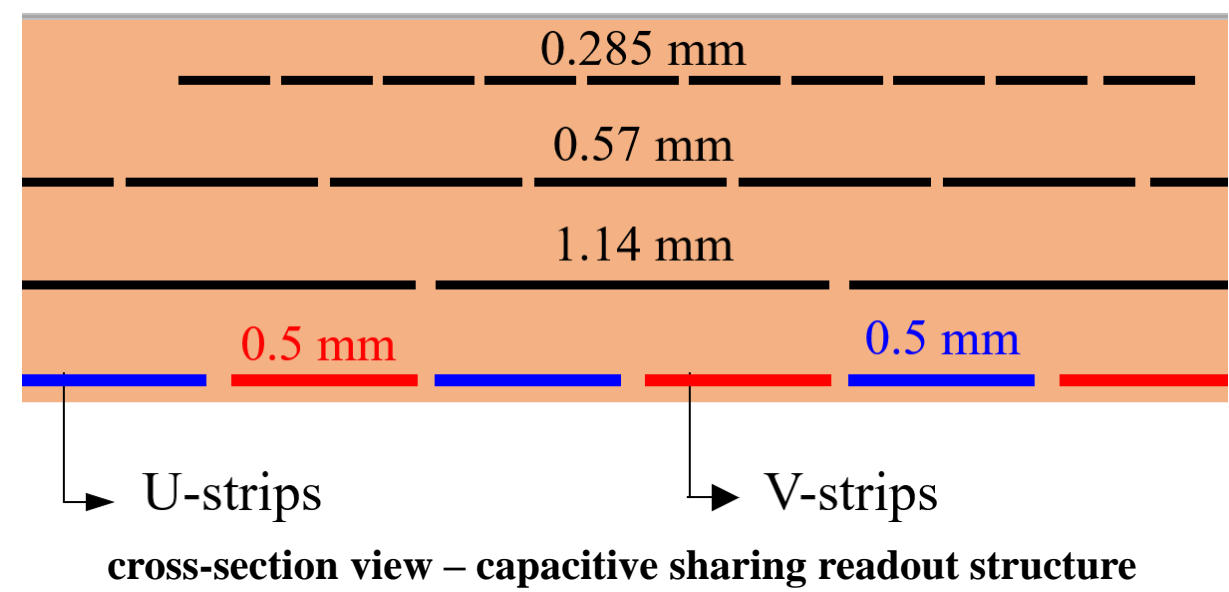 0.285 mm
0.57 mm
1.14 mm
0.5 mm 0.5 mm
U-strips V-strips
cross-section view – capacitive sharing readout structure